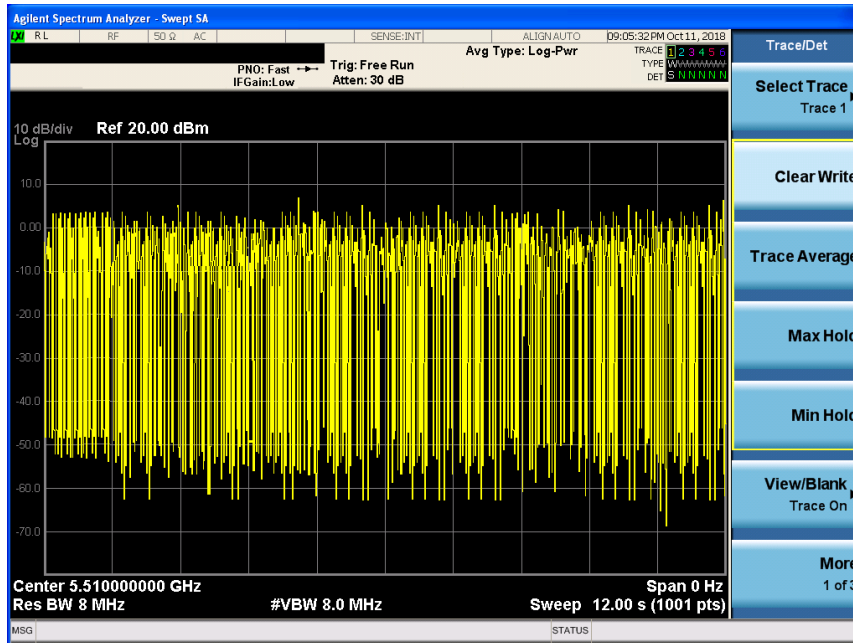 Agilent Spectrum Analyzer - Swept SA
LXI RL RF 50 Ω AC SENSE:INT ALIGN AUTO 09:05:32 PM Oct 11, 2018
Avg Type: Log-Pwr TRACE 1 2 3 4 5 6
PNO: Fast Trig: Free Run TYPE WWWWWW
IFGain:Low Atten: 30 dB DET S N N N N N
10 dB/div Ref 20.00 dBm
Log
10.0
0.00
-10.0
-20.0
-30.0
-40.0
-50.0
-60.0
-70.0
Center 5.510000000 GHz Span 0 Hz
Res BW 8 MHz #VBW 8.0 MHz Sweep 12.00 s (1001 pts)
MSG STATUS
Trace/Det
Select Trace
Trace 1
Clear Write
Trace Average
Max Hold
Min Hold
View/Blank
Trace On
More
1 of 3